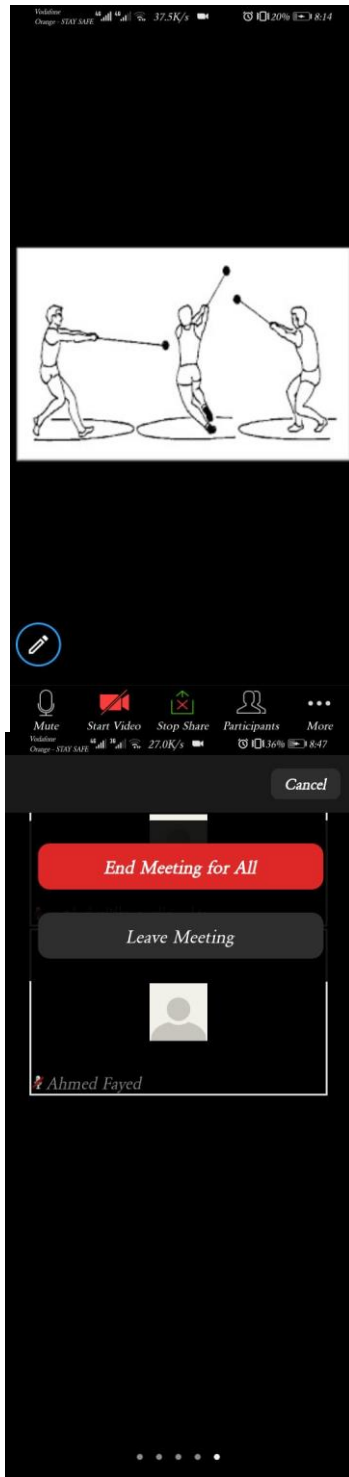 Vodafone
Orange - STAY SAFE 37.5K/s 20% 8:14
Mute Start Video Stop Share Participants More
Vodafone
Orange - STAY SAFE 27.0K/s 36% 8:47
Cancel
End Meeting for All
Leave Meeting
Ahmed Fayed